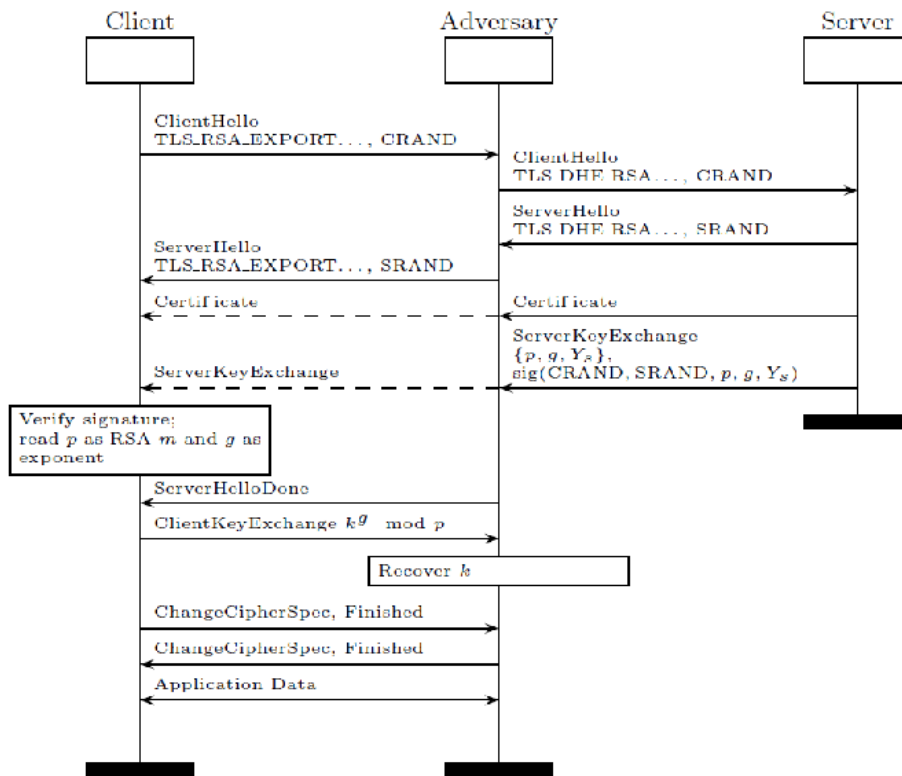 Client
Adversary
Server
ClientHello
TLS_RSA_EXPORT..., CRAND
ClientHello
TLS_DHE_RSA..., CRAND
ServerHello
TLS_DHE_RSA..., SRAND
ServerHello
TLS_RSA_EXPORT..., SRAND
Certificate
Certificate
ServerKeyExchange
{p, g, Yₛ},
sig(CRAND, SRAND, p, g, Yₛ)
ServerKeyExchange
Verify signature;
read p as RSA m and g as
exponent
ServerHelloDone
ClientKeyExchange k^g mod p
Recover k
ChangeCipherSpec, Finished
ChangeCipherSpec, Finished
Application Data